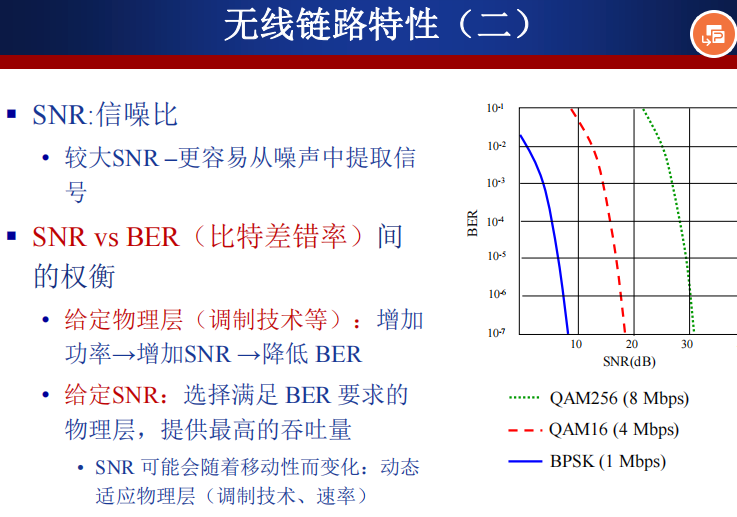 无线链路特性（二）
▪ SNR:信噪比
• 较大SNR –更容易从噪声中提取信
号
▪ SNR vs BER（比特差错率）间
的权衡
• 给定物理层（调制技术等）：增加
功率→增加SNR →降低 BER
• 给定SNR：选择满足 BER 要求的
物理层，提供最高的吞吐量
• SNR 可能会随着移动性而变化：动态
适应物理层（调制技术、速率）
10-1
10-2
10-3
10-4
10-5
10-6
10-7
BER
10 20 30
SNR(dB)
QAM256 (8 Mbps)
QAM16 (4 Mbps)
BPSK (1 Mbps)